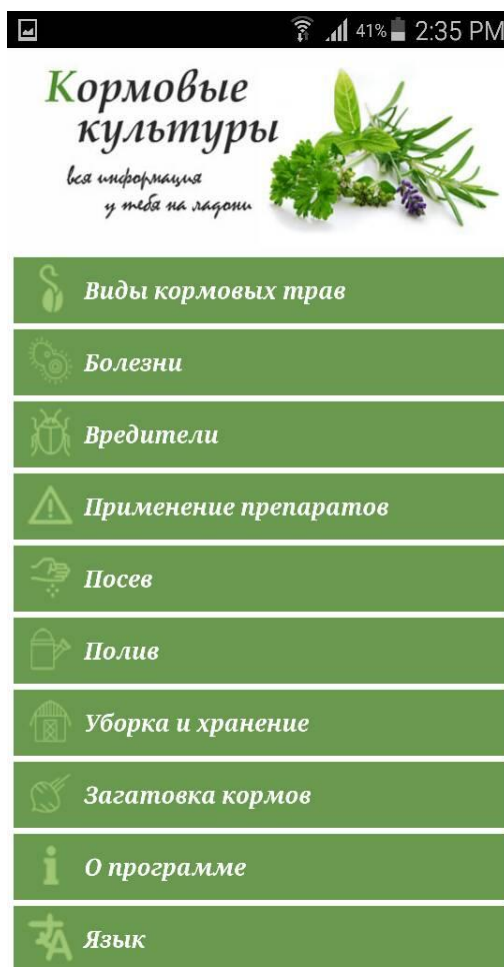 41% 2:35 PM
Кормовые
культуры
вся информация
у тебя на ладони
Виды кормовых трав
Болезни
Вредители
Применение препаратов
Посев
Полив
Уборка и хранение
Загатовка кормов
О программе
Язык